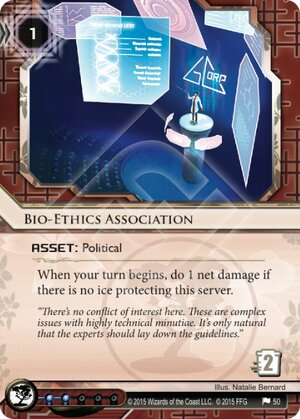 1
CORP
BIO-ETHICS ASSOCIATION
ASSET: Political
When your turn begins, do 1 net damage if
there is no ice protecting this server.
"There's no conflict of interest here. These are complex
issues with highly technical minutiae. It's only natural
that the experts should lay down the guidelines."
2
Illus. Natalie Bernard
© 2015 Wizards of the Coast LLC. © 2015 FFG
50